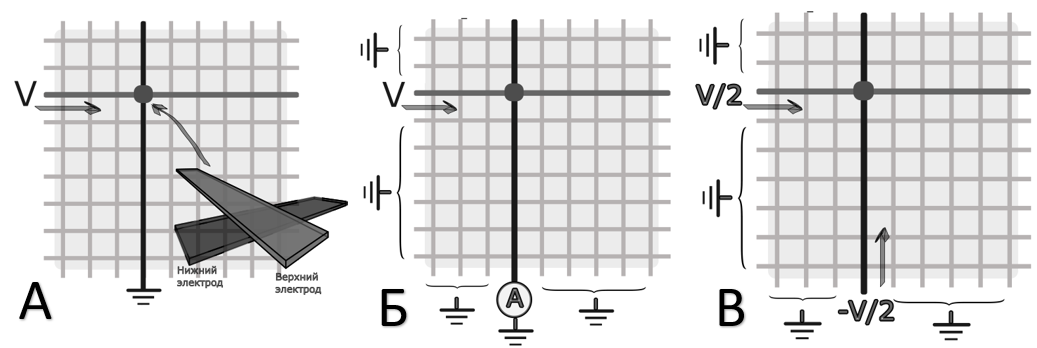 V
Нижний
электрод
Верхний
электрод
А
V
А
Б
V/2
-V/2
В